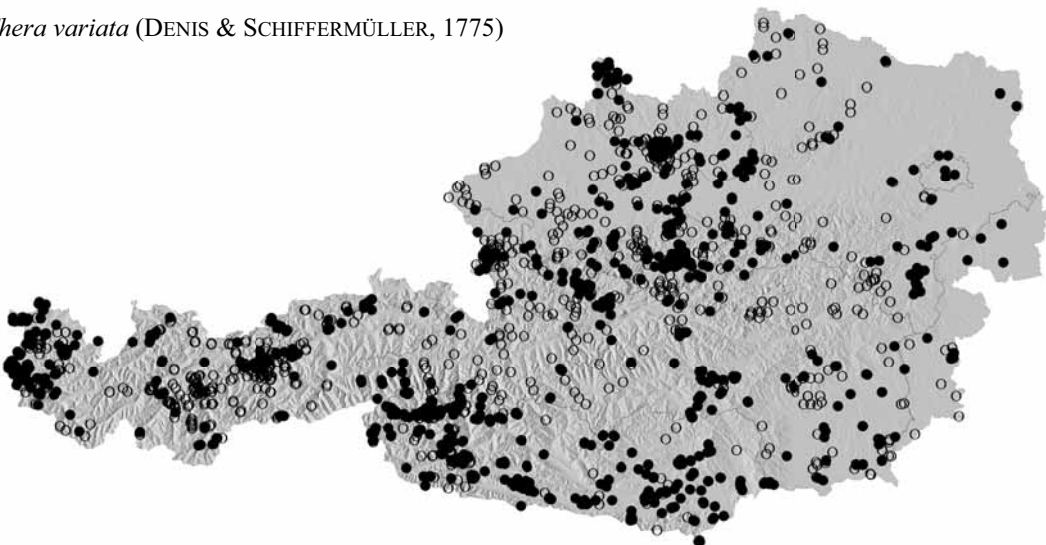 hera variata (DENIS & SCHIFFERMÜLLER, 1775)